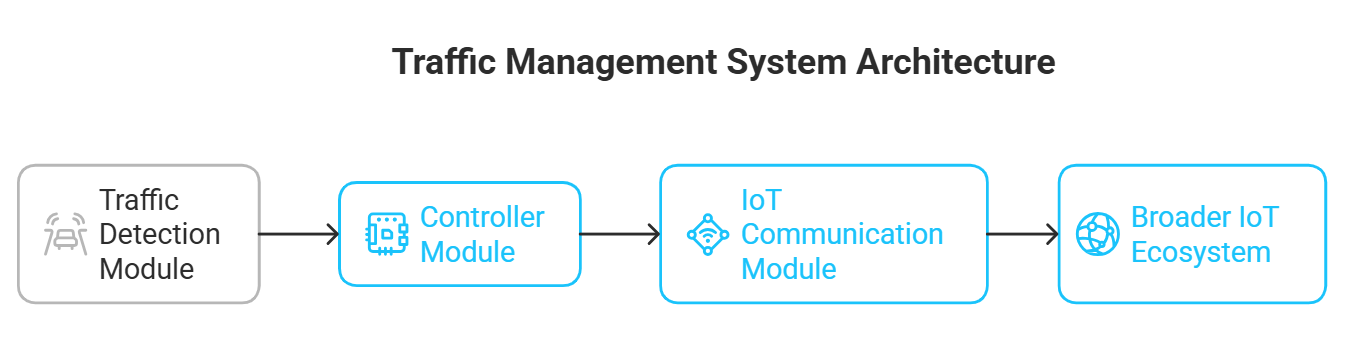 Traffic Management System Architecture
Traffic
Detection
Module
Controller
Module
IoT
Communication
Module
Broader IoT
Ecosystem